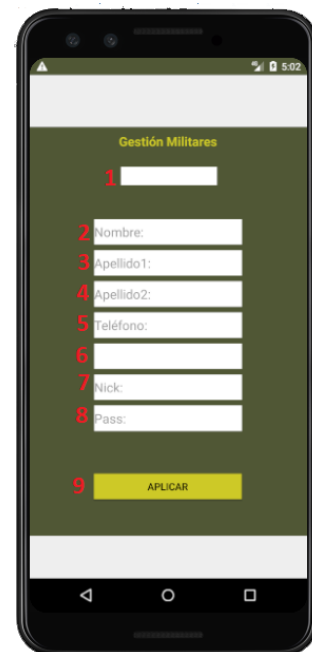 5:02
Gestión Militares
1
2 Nombre:
3 Apellido1:
4 Apellido2:
5 Teléfono:
6
7 Nick:
8 Pass:
9 APLICAR